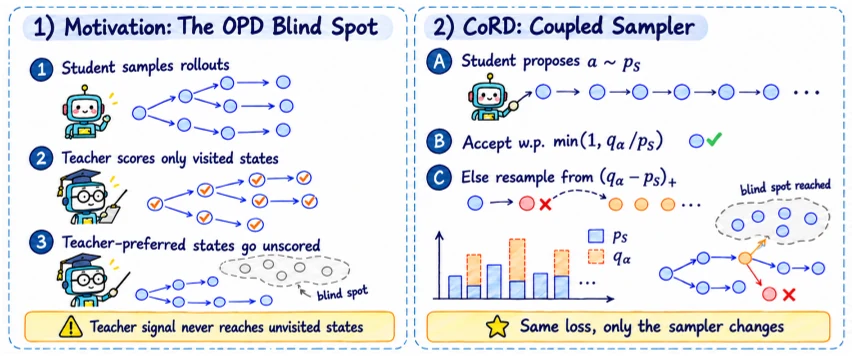 1) Motivation: The OPD Blind Spot
1 Student samples rollouts
2 Teacher scores only visited states
3 Teacher-preferred states go unscored
blind spot
Teacher signal never reaches unvisited states
2) CoRD: Coupled Sampler
A Student proposes a ~ pₛ
...
B Accept w.p. min(1, qα/pₛ)
C Else resample from (qα − pₛ)₊
...
blind spot reached
pₛ
qα
...
Same loss, only the sampler changes